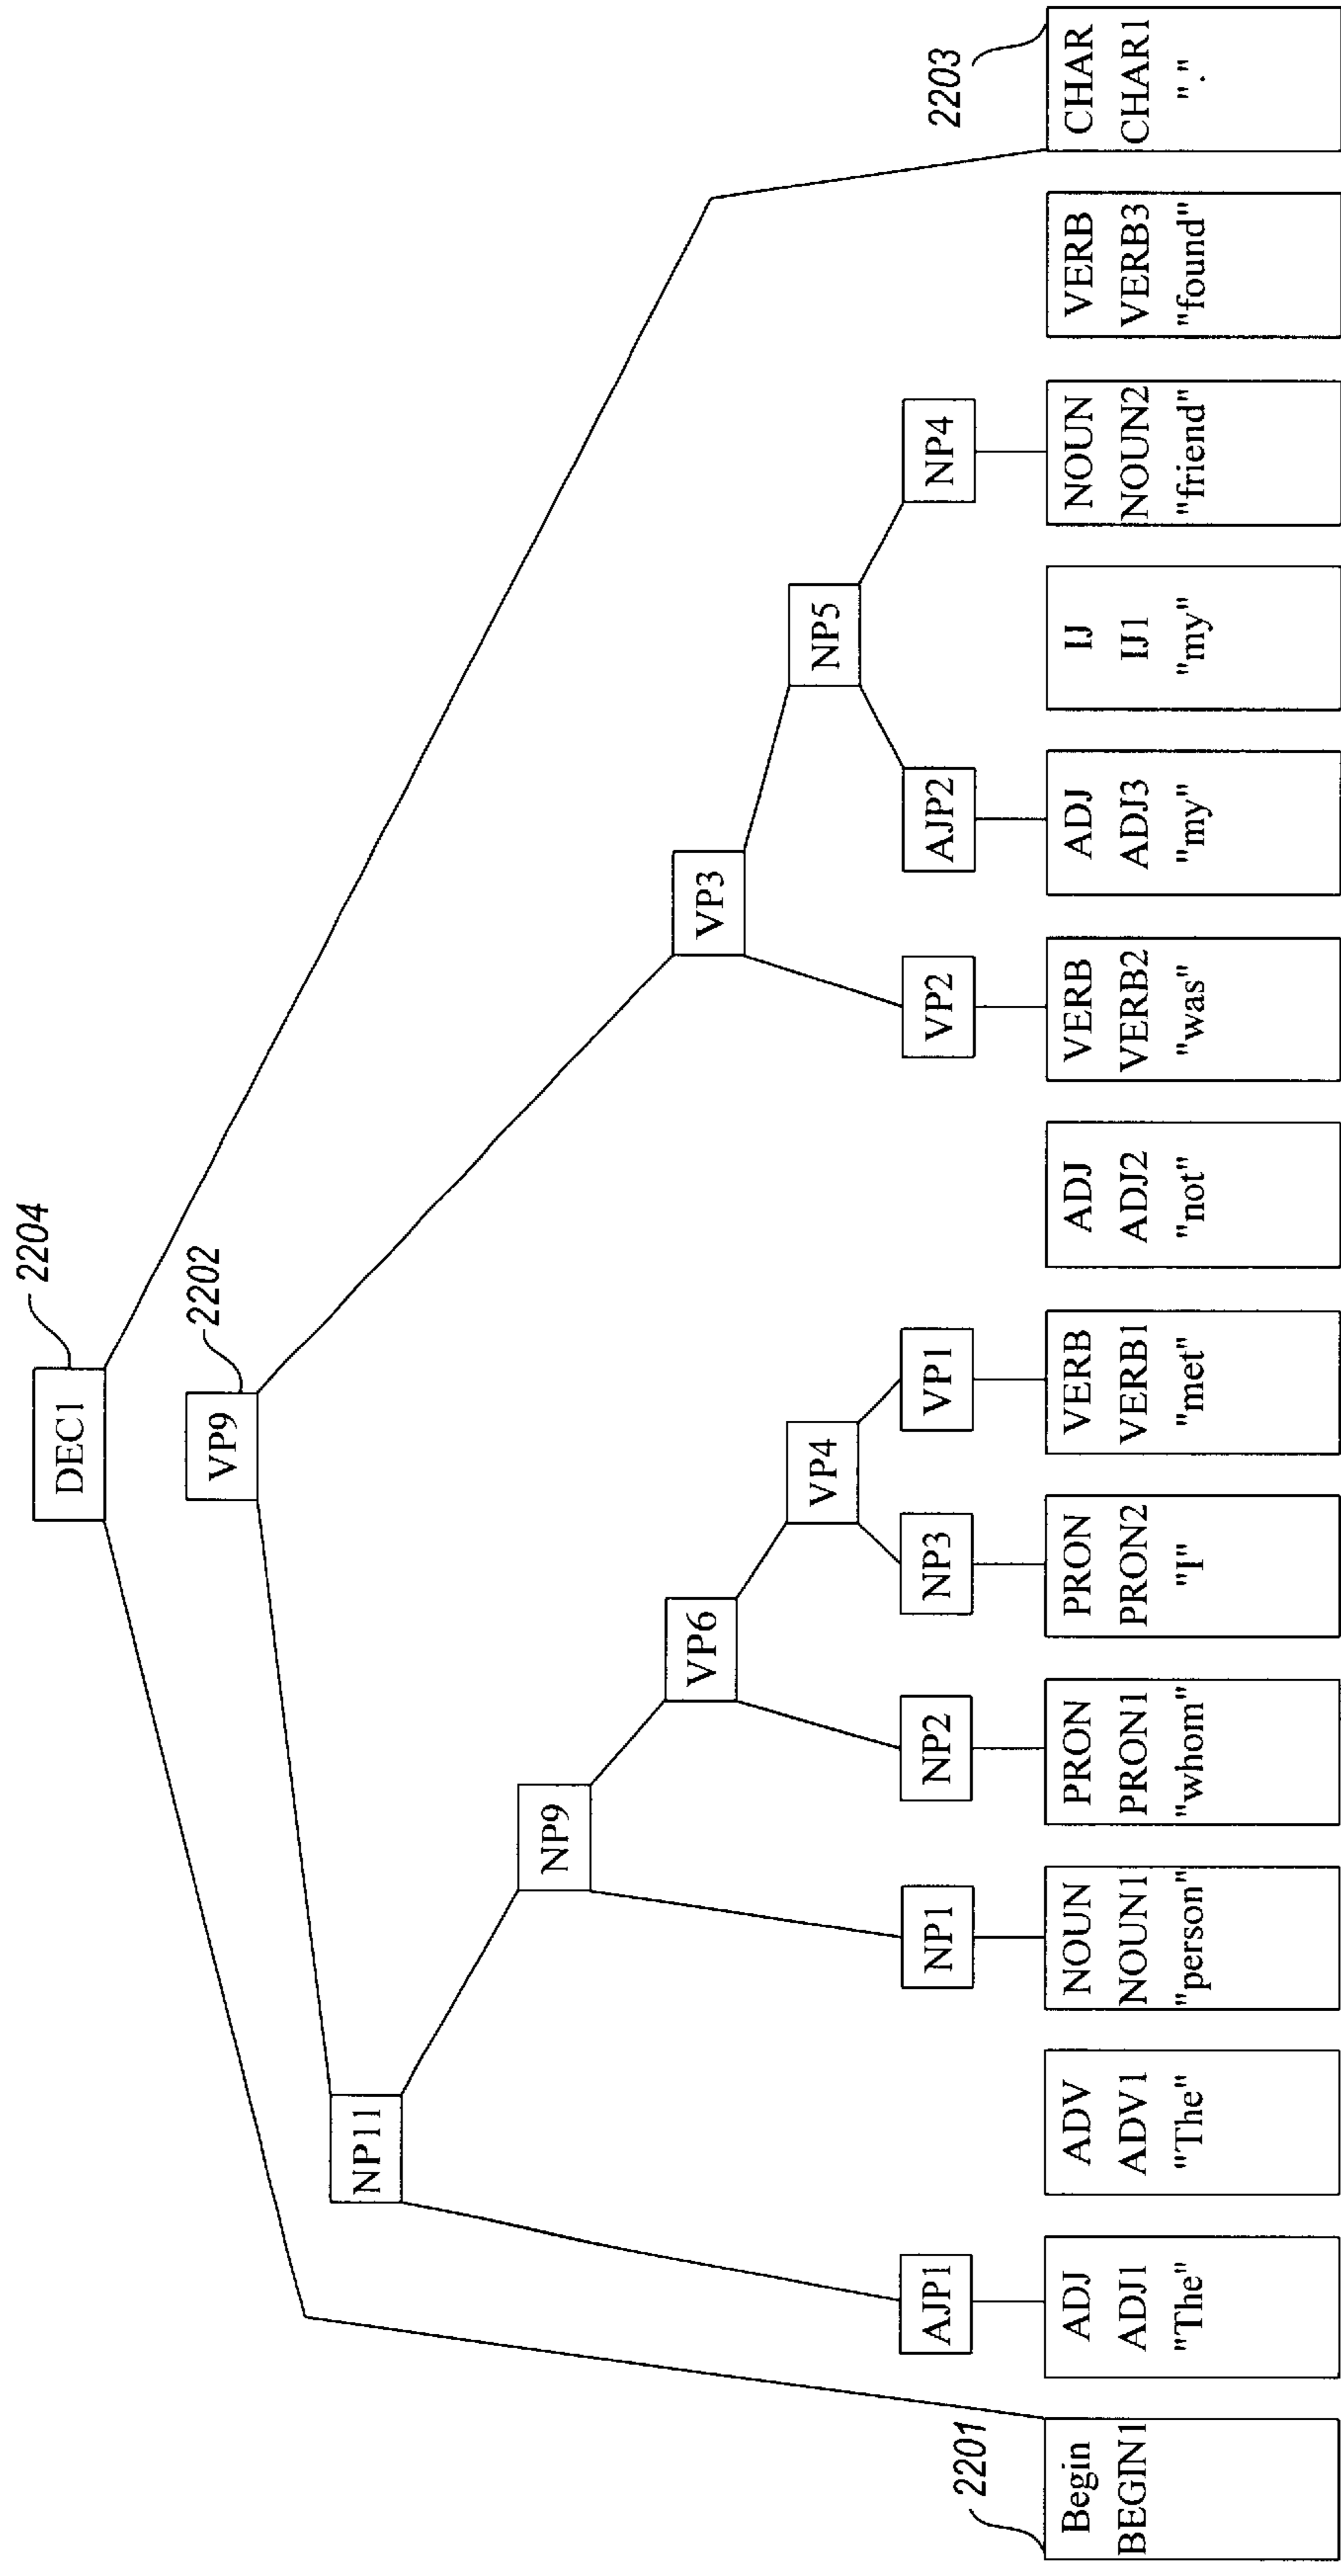 2204
DEC1
VP9
2202
NP11
NP9
VP6
VP3
VP4
NP5
AJP1
NP1
NP2
NP3
VP1
VP2
AJP2
NP4
2201
2203
Begin
BEGIN1
ADJ
ADJ1
"The"
ADV
ADV1
"The"
NOUN
NOUN1
"person"
PRON
PRON1
"whom"
PRON
PRON2
"I"
VERB
VERB1
"met"
ADJ
ADJ2
"not"
VERB
VERB2
"was"
ADJ
ADJ3
"my"
IJ
IJ1
"my"
NOUN
NOUN2
"friend"
VERB
VERB3
"found"
CHAR
CHAR1
"."